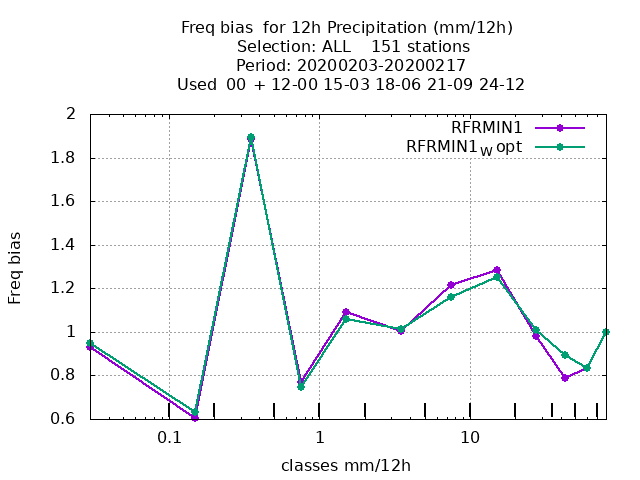 Freq bias  for 12h Precipitation (mm/12h)
Selection: ALL    151 stations
Period: 20200203-20200217
Used  00 + 12-00 15-03 18-06 21-09 24-12
RFRMIN1
RFRMIN1W opt
2
1.8
1.6
1.4
1.2
1
0.8
0.6
Freq bias
0.1 1 10
classes mm/12h